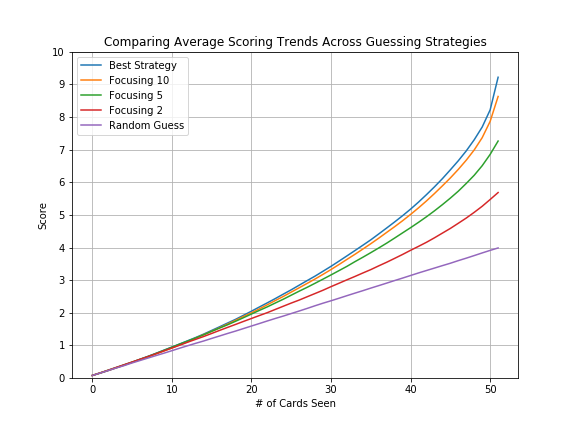 Comparing Average Scoring Trends Across Guessing Strategies
10
9
8
7
6
5
4
3
2
1
0
Score
Best Strategy
Focusing 10
Focusing 5
Focusing 2
Random Guess
0 10 20 30 40 50
# of Cards Seen